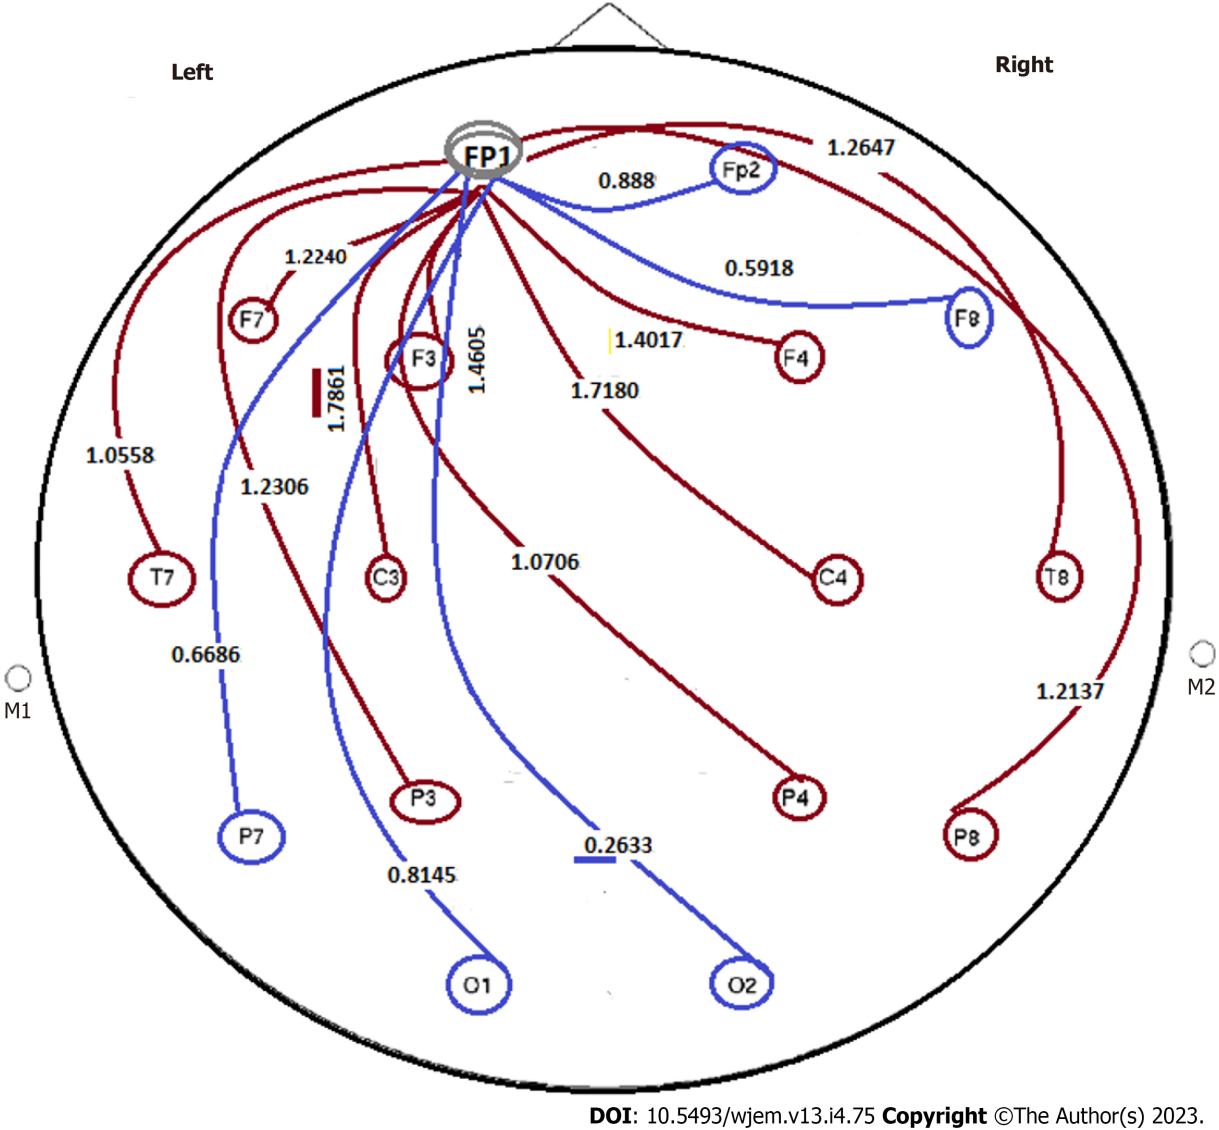 Left
Right
FP1
1.2647
Fp2
0.888
1.2240
0.5918
F7
F8
F3
1.4605
1.4017
F4
1.7861
1.7180
1.0558
1.2306
1.0706
T7
C3
C4
T8
0.6686
M1
M2
1.2137
P3
P4
P7
P8
0.2633
0.8145
O1
O2
DOI: 10.5493/wjem.v13.i4.75 Copyright ©The Author(s) 2023.